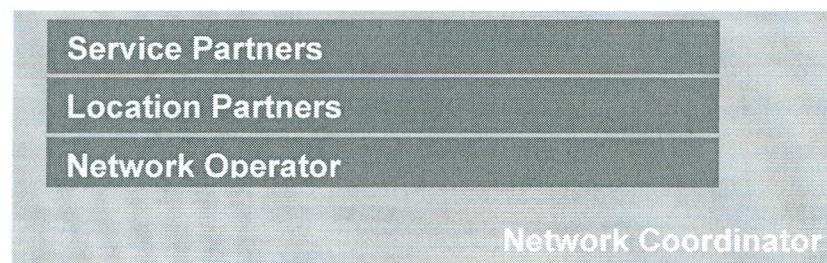 Service Partners
Location Partners
Network Operator
Network Coordinator